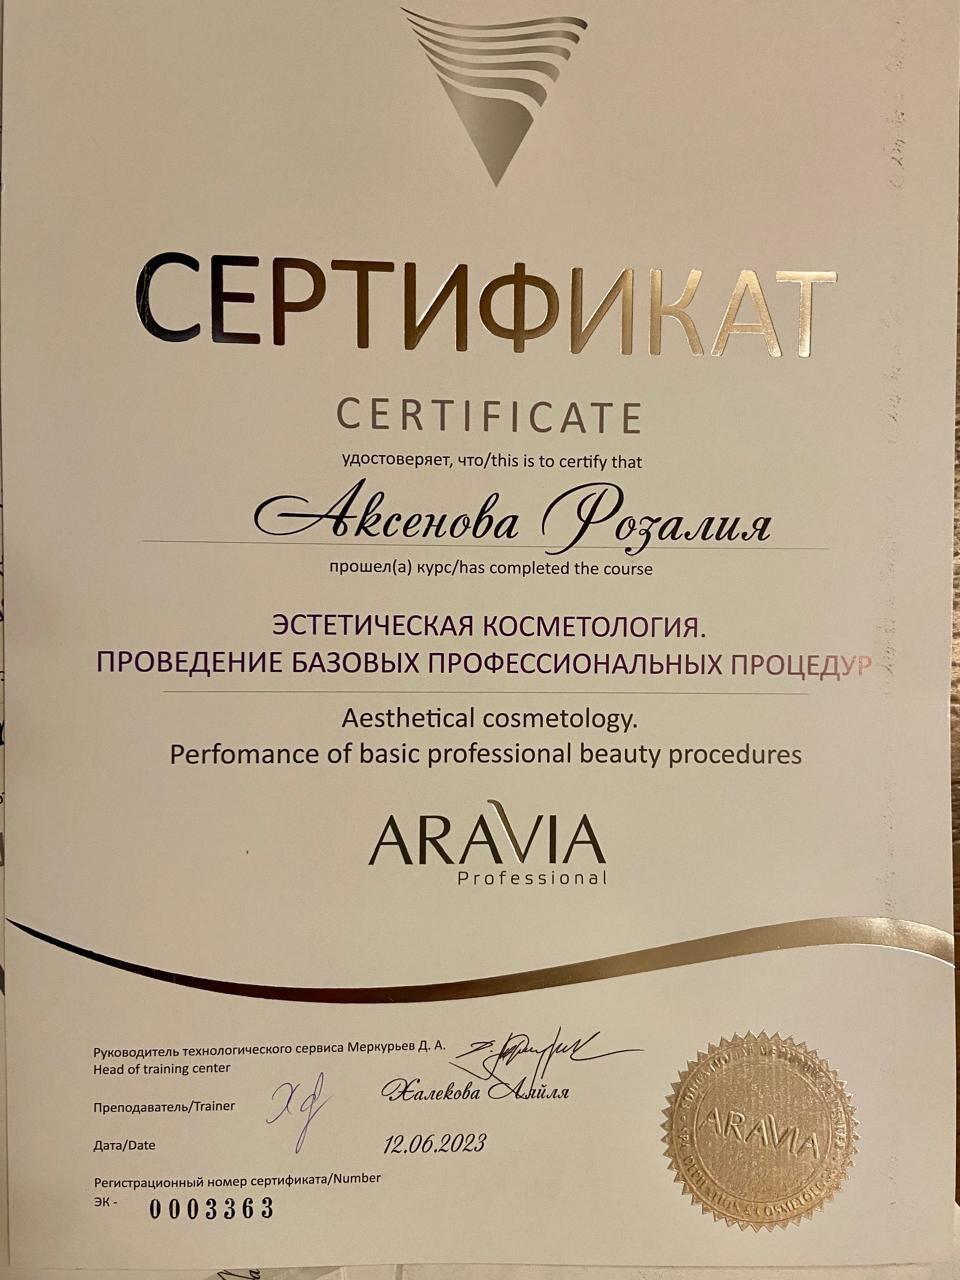 СЕРТИФИКАТ
CERTIFICATE
удостоверяет, что/this is to certify that
Аксенова Розалия
прошел(а) курс/has completed the course
ЭСТЕТИЧЕСКАЯ КОСМЕТОЛОГИЯ.
ПРОВЕДЕНИЕ БАЗОВЫХ ПРОФЕССИОНАЛЬНЫХ ПРОЦЕДУР
Aesthetical cosmetology.
Perfomance of basic professional beauty procedures
ARAVIA
Professional
Руководитель технологического сервиса Меркурьев Д. А.
Head of training center
Преподаватель/Trainer
Халекова Ляйля
Дата/Date
12.06.2023
Регистрационный номер сертификата/Number
ЭК - 0003363
ARAVIA